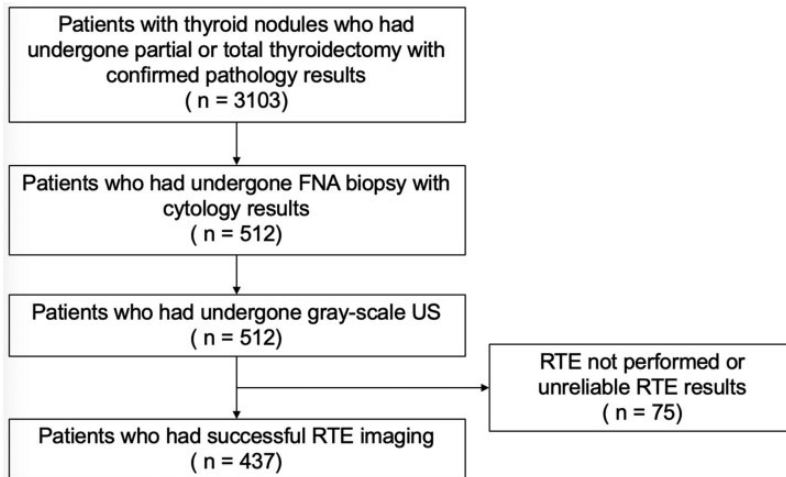 Patients with thyroid nodules who had
undergone partial or total thyroidectomy with
confirmed pathology results
( n = 3103)
Patients who had undergone FNA biopsy with
cytology results
( n = 512)
Patients who had undergone gray-scale US
( n = 512)
RTE not performed or
unreliable RTE results
( n = 75)
Patients who had successful RTE imaging
( n = 437)